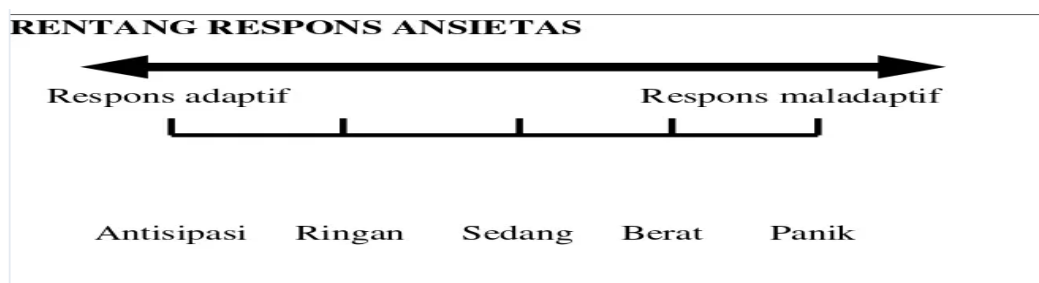 RENTANG RESPONS ANSIETAS
Respons adaptif Respons maladaptif
Antisipasi Ringan Sedang Berat Panik